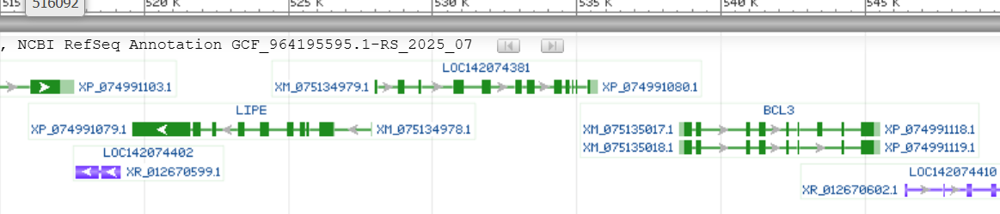 515 516092 520 K 525 K 530 K 535 K 540 K 545 K
, NCBI RefSeq Annotation GCF_964195595.1-RS_2025_07
LOC142074381
XP_074991103.1 XM_075134979.1 XP_074991080.1
LIPE BCL3
XP_074991079.1 XM_075134978.1 XM_075135017.1 XP_074991118.1
LOC142074402 XM_075135018.1 XP_074991119.1
XR_012670599.1 LOC142074410
XR_012670602.1